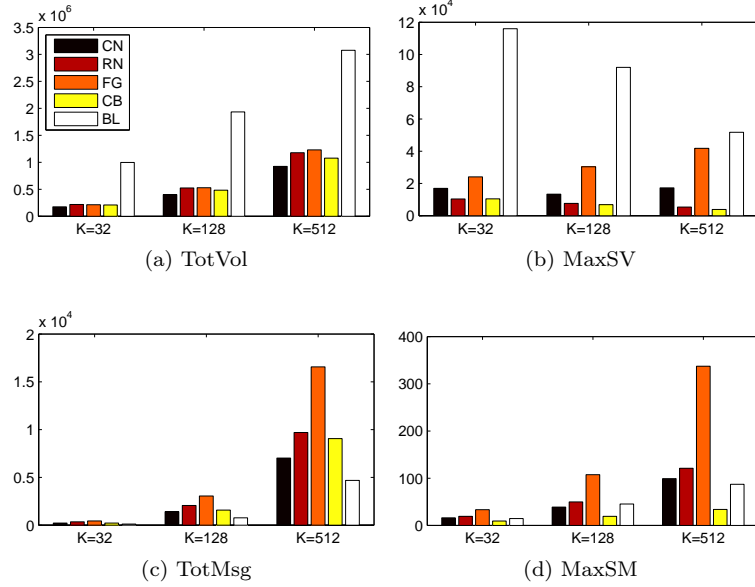 x 10^6
3.5
3
2.5
2
1.5
1
0.5
0
CN
RN
FG
CB
BL
K=32 K=128 K=512
(a) TotVol
x 10^4
12
10
8
6
4
2
0
K=32 K=128 K=512
(b) MaxSV
x 10^4
2
1.5
1
0.5
0
K=32 K=128 K=512
(c) TotMsg
400
300
200
100
0
K=32 K=128 K=512
(d) MaxSM